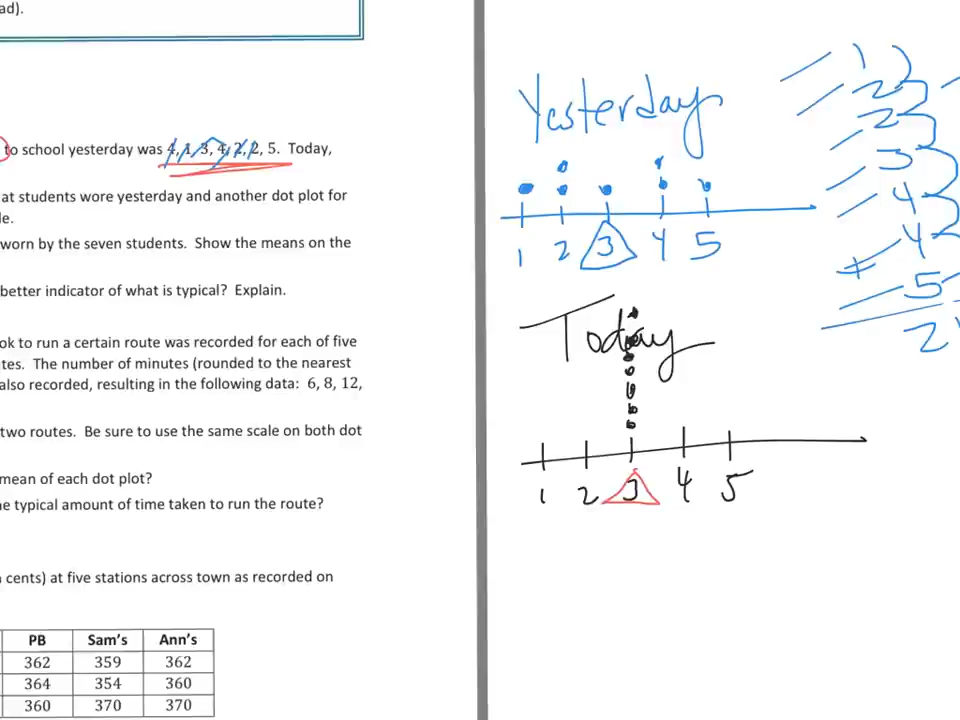 ad).
to school yesterday was 4, 1, 3, 4, 2, 2, 5. Today,
at students wore yesterday and another dot plot for
le.
worn by the seven students. Show the means on the
better indicator of what is typical? Explain.
ok to run a certain route was recorded for each of five
tes. The number of minutes (rounded to the nearest
also recorded, resulting in the following data: 6, 8, 12,
two routes. Be sure to use the same scale on both dot
mean of each dot plot?
he typical amount of time taken to run the route?
n cents) at five stations across town as recorded on
PB Sam's Ann's
362 359 362
364 354 360
360 370 370
Yesterday
1 2 3 4 5
Today
1 2 3 4 5
1
2
2
3
4
+ 4
5
2